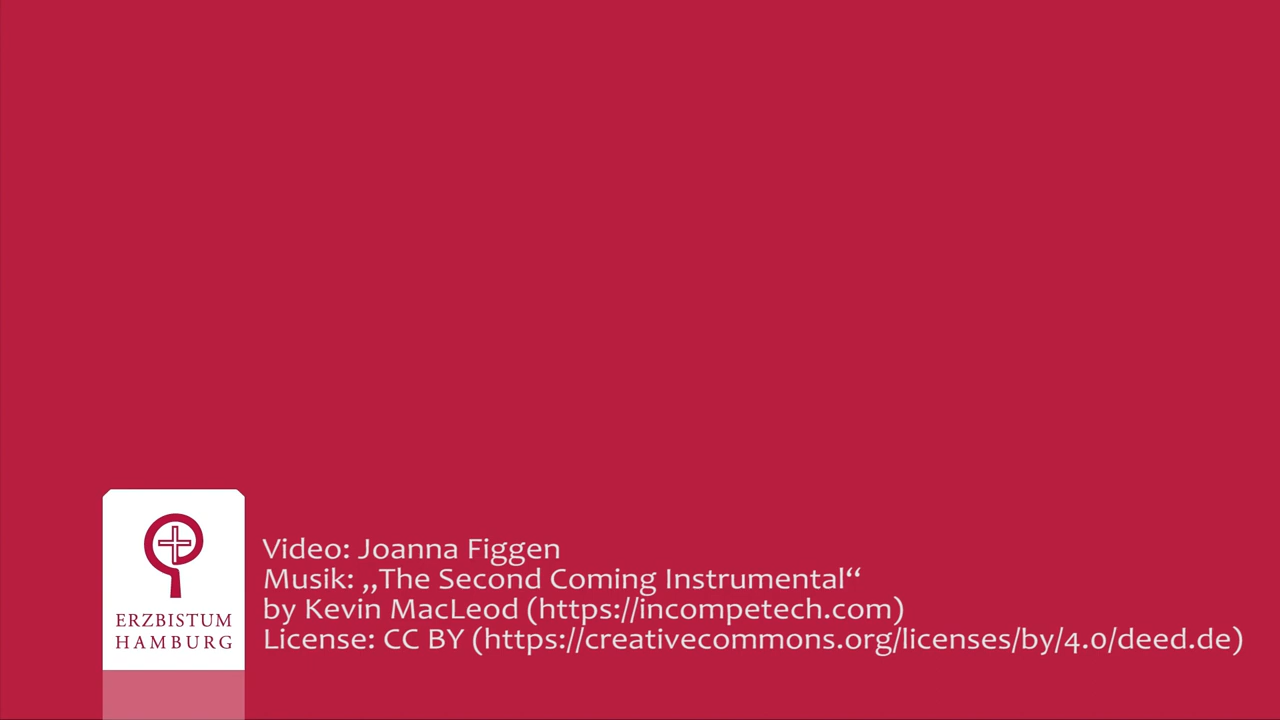 ERZBISTUM
HAMBURG
Video: Joanna Figgen
Musik: „The Second Coming Instrumental“
by Kevin MacLeod (https://incompetech.com)
License: CC BY (https://creativecommons.org/licenses/by/4.0/deed.de)